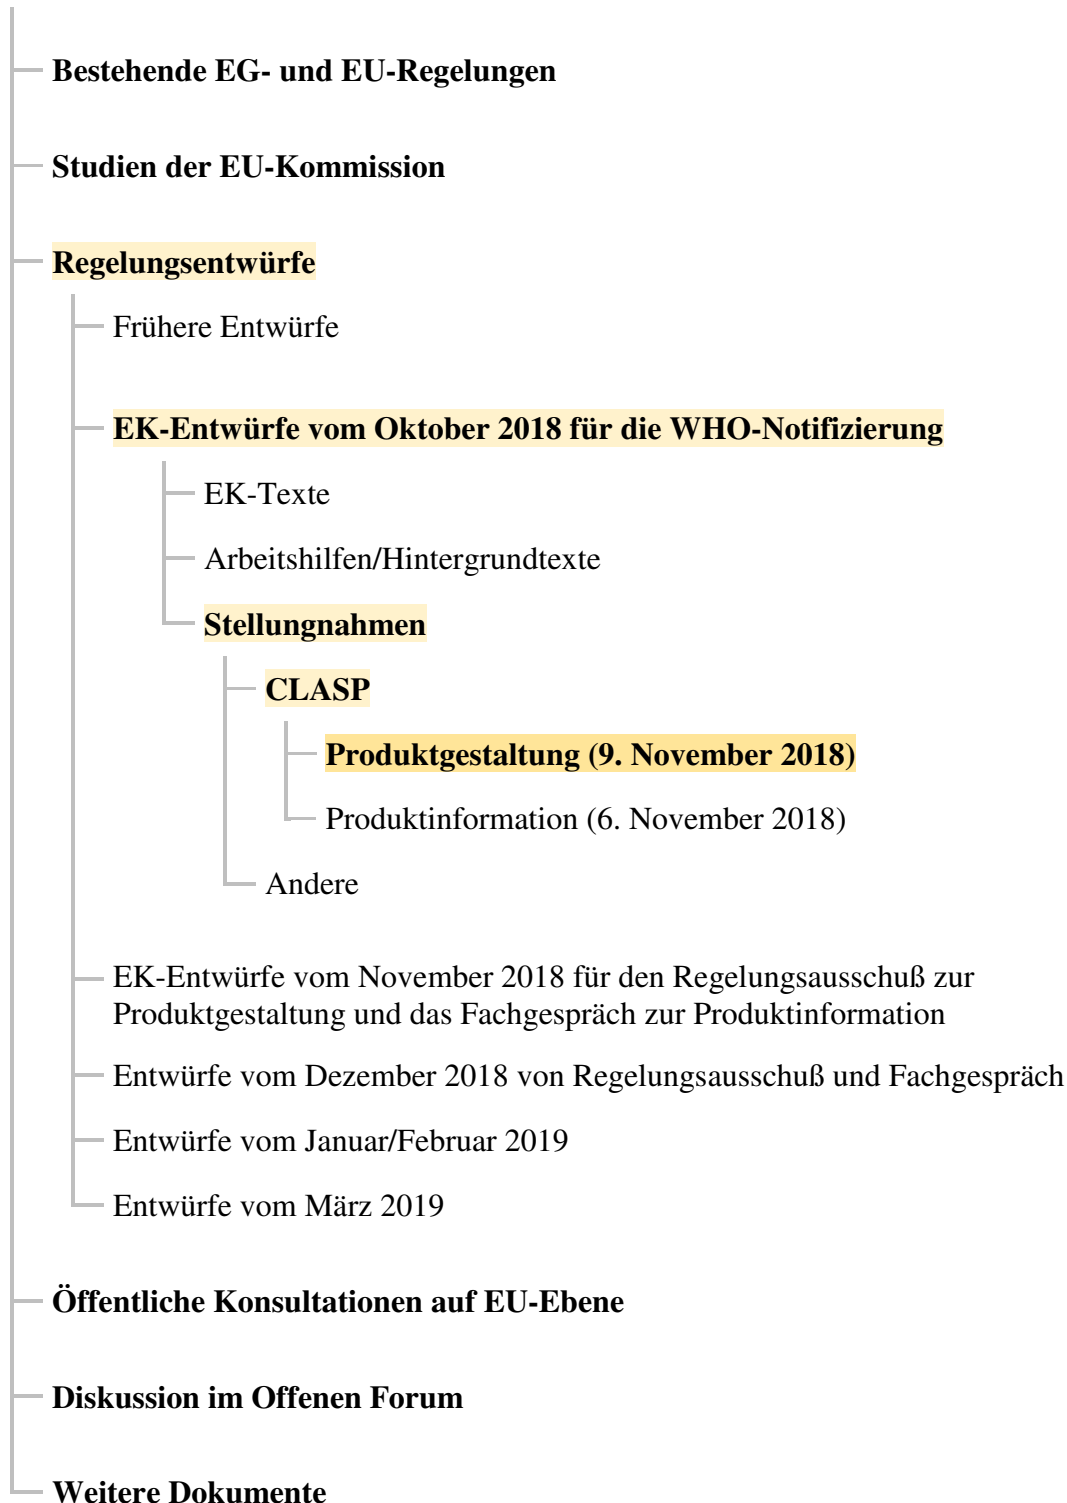 Bestehende EG- und EU-Regelungen
Studien der EU-Kommission
Regelungsentwürfe
Frühere Entwürfe
EK-Entwürfe vom Oktober 2018 für die WHO-Notifizierung
EK-Texte
Arbeitshilfen/Hintergrundtexte
Stellungnahmen
CLASP
Produktgestaltung (9. November 2018)
Produktinformation (6. November 2018)
Andere
EK-Entwürfe vom November 2018 für den Regelungsausschuß zur
Produktgestaltung und das Fachgespräch zur Produktinformation
Entwürfe vom Dezember 2018 von Regelungsausschuß und Fachgespräch
Entwürfe vom Januar/Februar 2019
Entwürfe vom März 2019
Öffentliche Konsultationen auf EU-Ebene
Diskussion im Offenen Forum
Weitere Dokumente